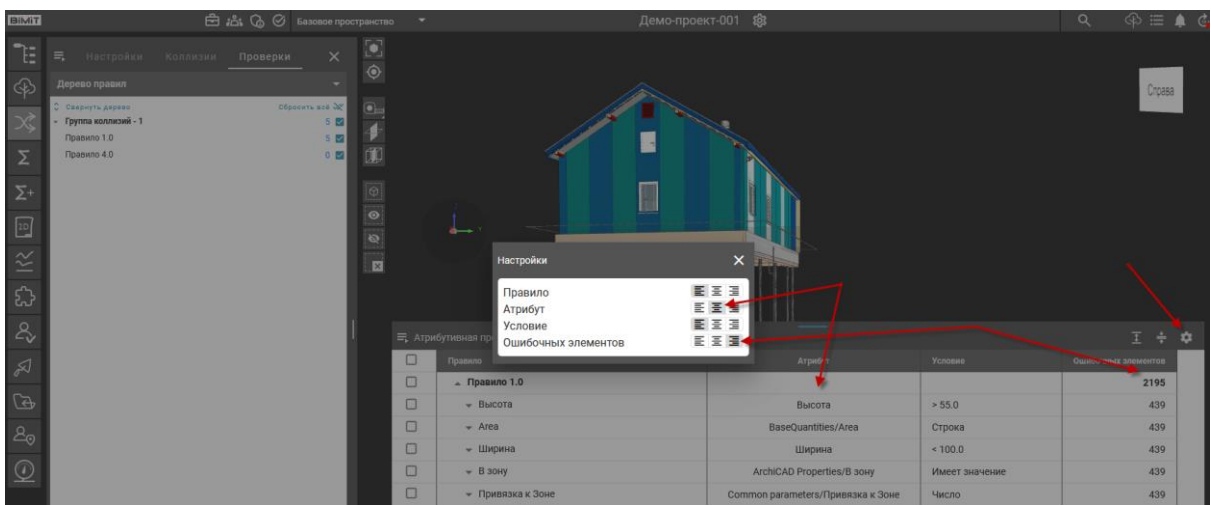 BIMIT
Базовое пространство
Демо-проект-001
Настройки Коллизии Проверки
Дерево правил
Свернуть дерево Сбросить всё
Группа коллизий - 1 5
Правило 1.0 5
Правило 4.0 0
Справа
Настройки
Правило
Атрибут
Условие
Ошибочных элементов
Атрибутивная пр
Правило Атрибут Условие Ошибочных элементов
Правило 1.0 2195
Высота Высота > 55.0 439
Area BaseQuantities/Area Строка 439
Ширина Ширина < 100.0 439
В зону ArchiCAD Properties/В зону Имеет значение 439
Привязка к Зоне Common parameters/Привязка к Зоне Число 439